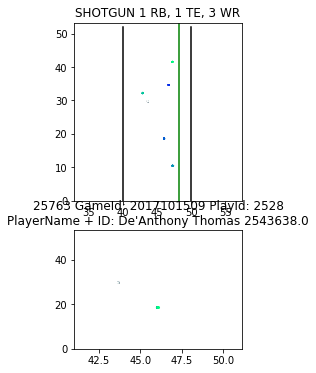 SHOTGUN 1 RB, 1 TE, 3 WR
50
40
30
20
10
0
35 40 45 50 55
25763 GameId: 2017101509 PlayId: 2528
PlayerName + ID: De'Anthony Thomas 2543638.0
40
20
0
42.5 45.0 47.5 50.0